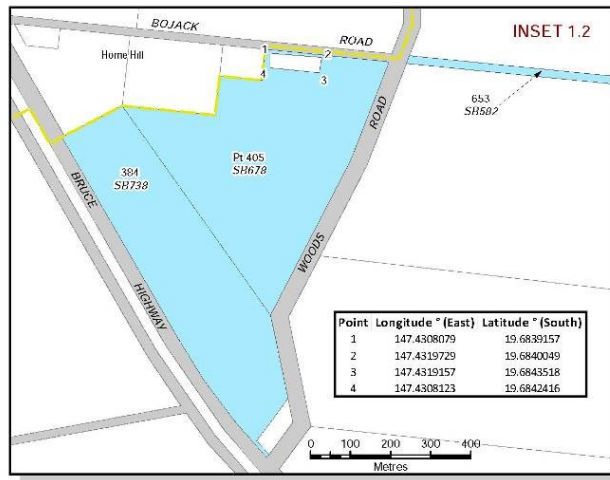 INSET 1.2
BOJACK ROAD
Home Hill
1
2
4
3
653
SB582
ROAD
Pt 405
SB678
384
SB738
BRUCE
WOODS
HIGHWAY
Point Longitude ° (East) Latitude ° (South)
1 147.4308079 19.6839157
2 147.4319729 19.6840049
3 147.4319157 19.6843518
4 147.4308123 19.6842416
0 100 200 300 400
Metres